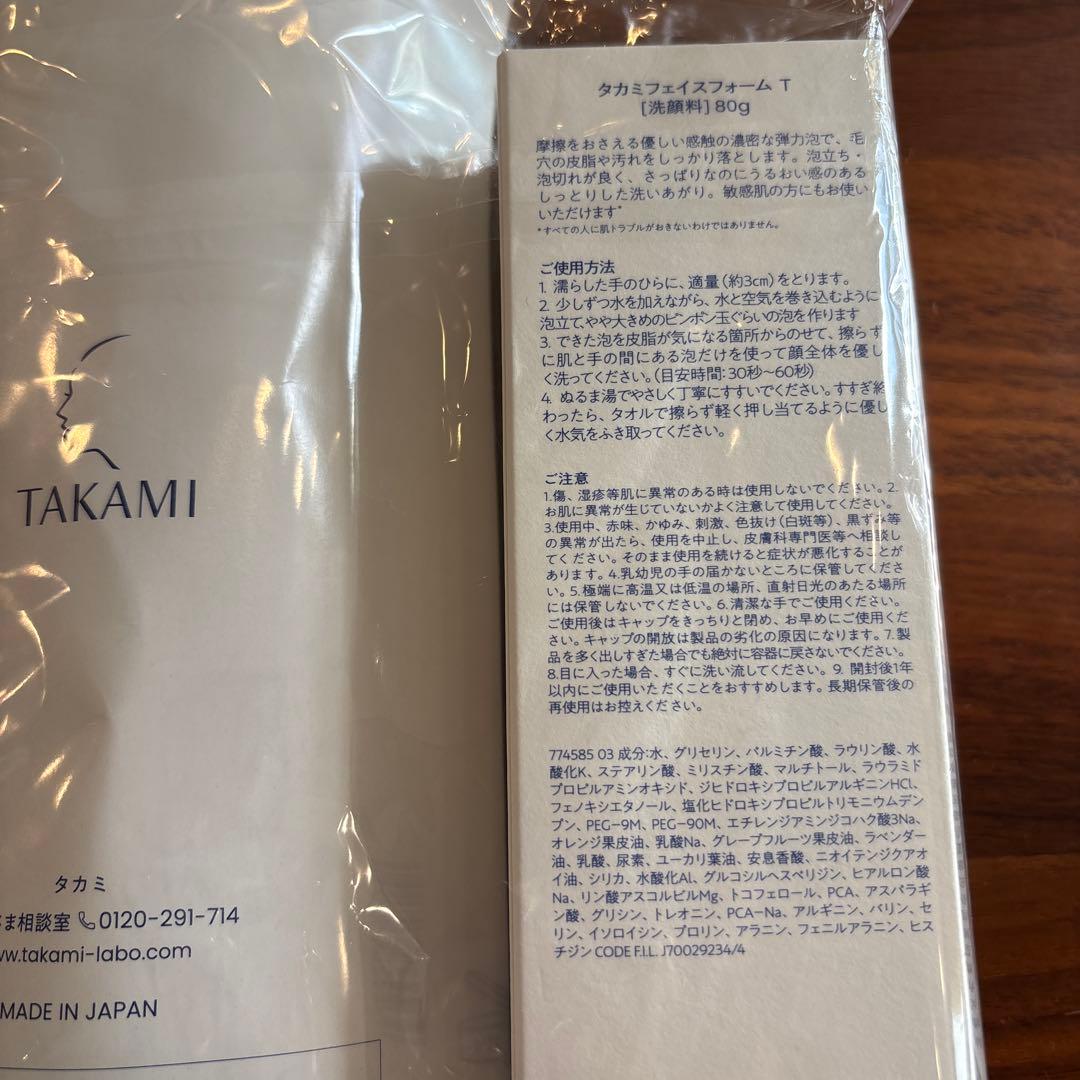 タカミフェイスフォーム T
[洗顔料] 80g
摩擦をおさえる優しい感触の濃密な弾力泡で、毛
穴の皮脂や汚れをしっかり落とします。泡立ち・
泡切れが良く、さっぱりなのにうるおい感のある
しっとりした洗いあがり。敏感肌の方にもお使い
いただけます*
*すべての人に肌トラブルがおきないわけではありません。
ご使用方法
1. 濡らした手のひらに、適量(約3cm)をとります。
2. 少しずつ水を加えながら、水と空気を巻き込むように
泡立て、やや大きめのピンポン玉ぐらいの泡を作ります
3. できた泡を皮脂が気になる箇所からのせて、擦らず
に肌と手の間にある泡だけを使って顔全体を優し
く洗ってください。(目安時間:30秒〜60秒)
4. ぬるま湯でやさしく丁寧にすすいでください。すすぎ終
わったら、タオルで擦らず軽く押し当てるように優し
く水気をふき取ってください。
ご注意
1.傷、湿疹等肌に異常のある時は使用しないでください。2.
お肌に異常が生じていないかよく注意して使用してください。
3.使用中、赤味、かゆみ、刺激、色抜け(白斑等)、黒ずみ等
の異常が出たら、使用を中止し、皮膚科専門医等へ相談し
てください。そのまま使用を続けると症状が悪化することが
あります。4.乳幼児の手の届かないところに保管してくださ
い。5.極端に高温又は低温の場所、直射日光のあたる場所
には保管しないでください。6.清潔な手でご使用ください。
ご使用後はキャップをきっちりと閉め、お早めにご使用くだ
さい。キャップの開放は製品の劣化の原因になります。7.製
品を多く出しすぎた場合でも絶対に容器に戻さないでください。
8.目に入った場合、すぐに洗い流してください。9. 開封後1年
以内にご使用いただくことをおすすめします。長期保管後の
再使用はお控えください。
774585 03 成分:水、グリセリン、パルミチン酸、ラウリン酸、水
酸化K、ステアリン酸、ミリスチン酸、マルチトール、ラウラミド
プロピルアミンオキシド、ジヒドロキシプロピルアルギニンHCl、
フェノキシエタノール、塩化ヒドロキシプロピルトリモニウムデン
プン、PEG-9M、PEG-90M、エチレンジアミンジコハク酸3Na、
オレンジ果皮油、乳酸Na、グレープフルーツ果皮油、ラベンダー
油、乳酸、尿素、ユーカリ葉油、安息香酸、ニオイテンジクアオ
イ油、シリカ、水酸化Al、グルコシルヘスペリジン、ヒアルロン酸
Na、リン酸アスコルビルMg、トコフェロール、PCA、アスパラギ
ン酸、グリシン、トレオニン、PCA-Na、アルギニン、バリン、セ
リン、イソロイシン、プロリン、アラニン、フェニルアラニン、ヒス
チジン CODE F.I.L. J70029234/4
TAKAMI
タカミ
ま相談室 0120-291-714
www.takami-labo.com
MADE IN JAPAN